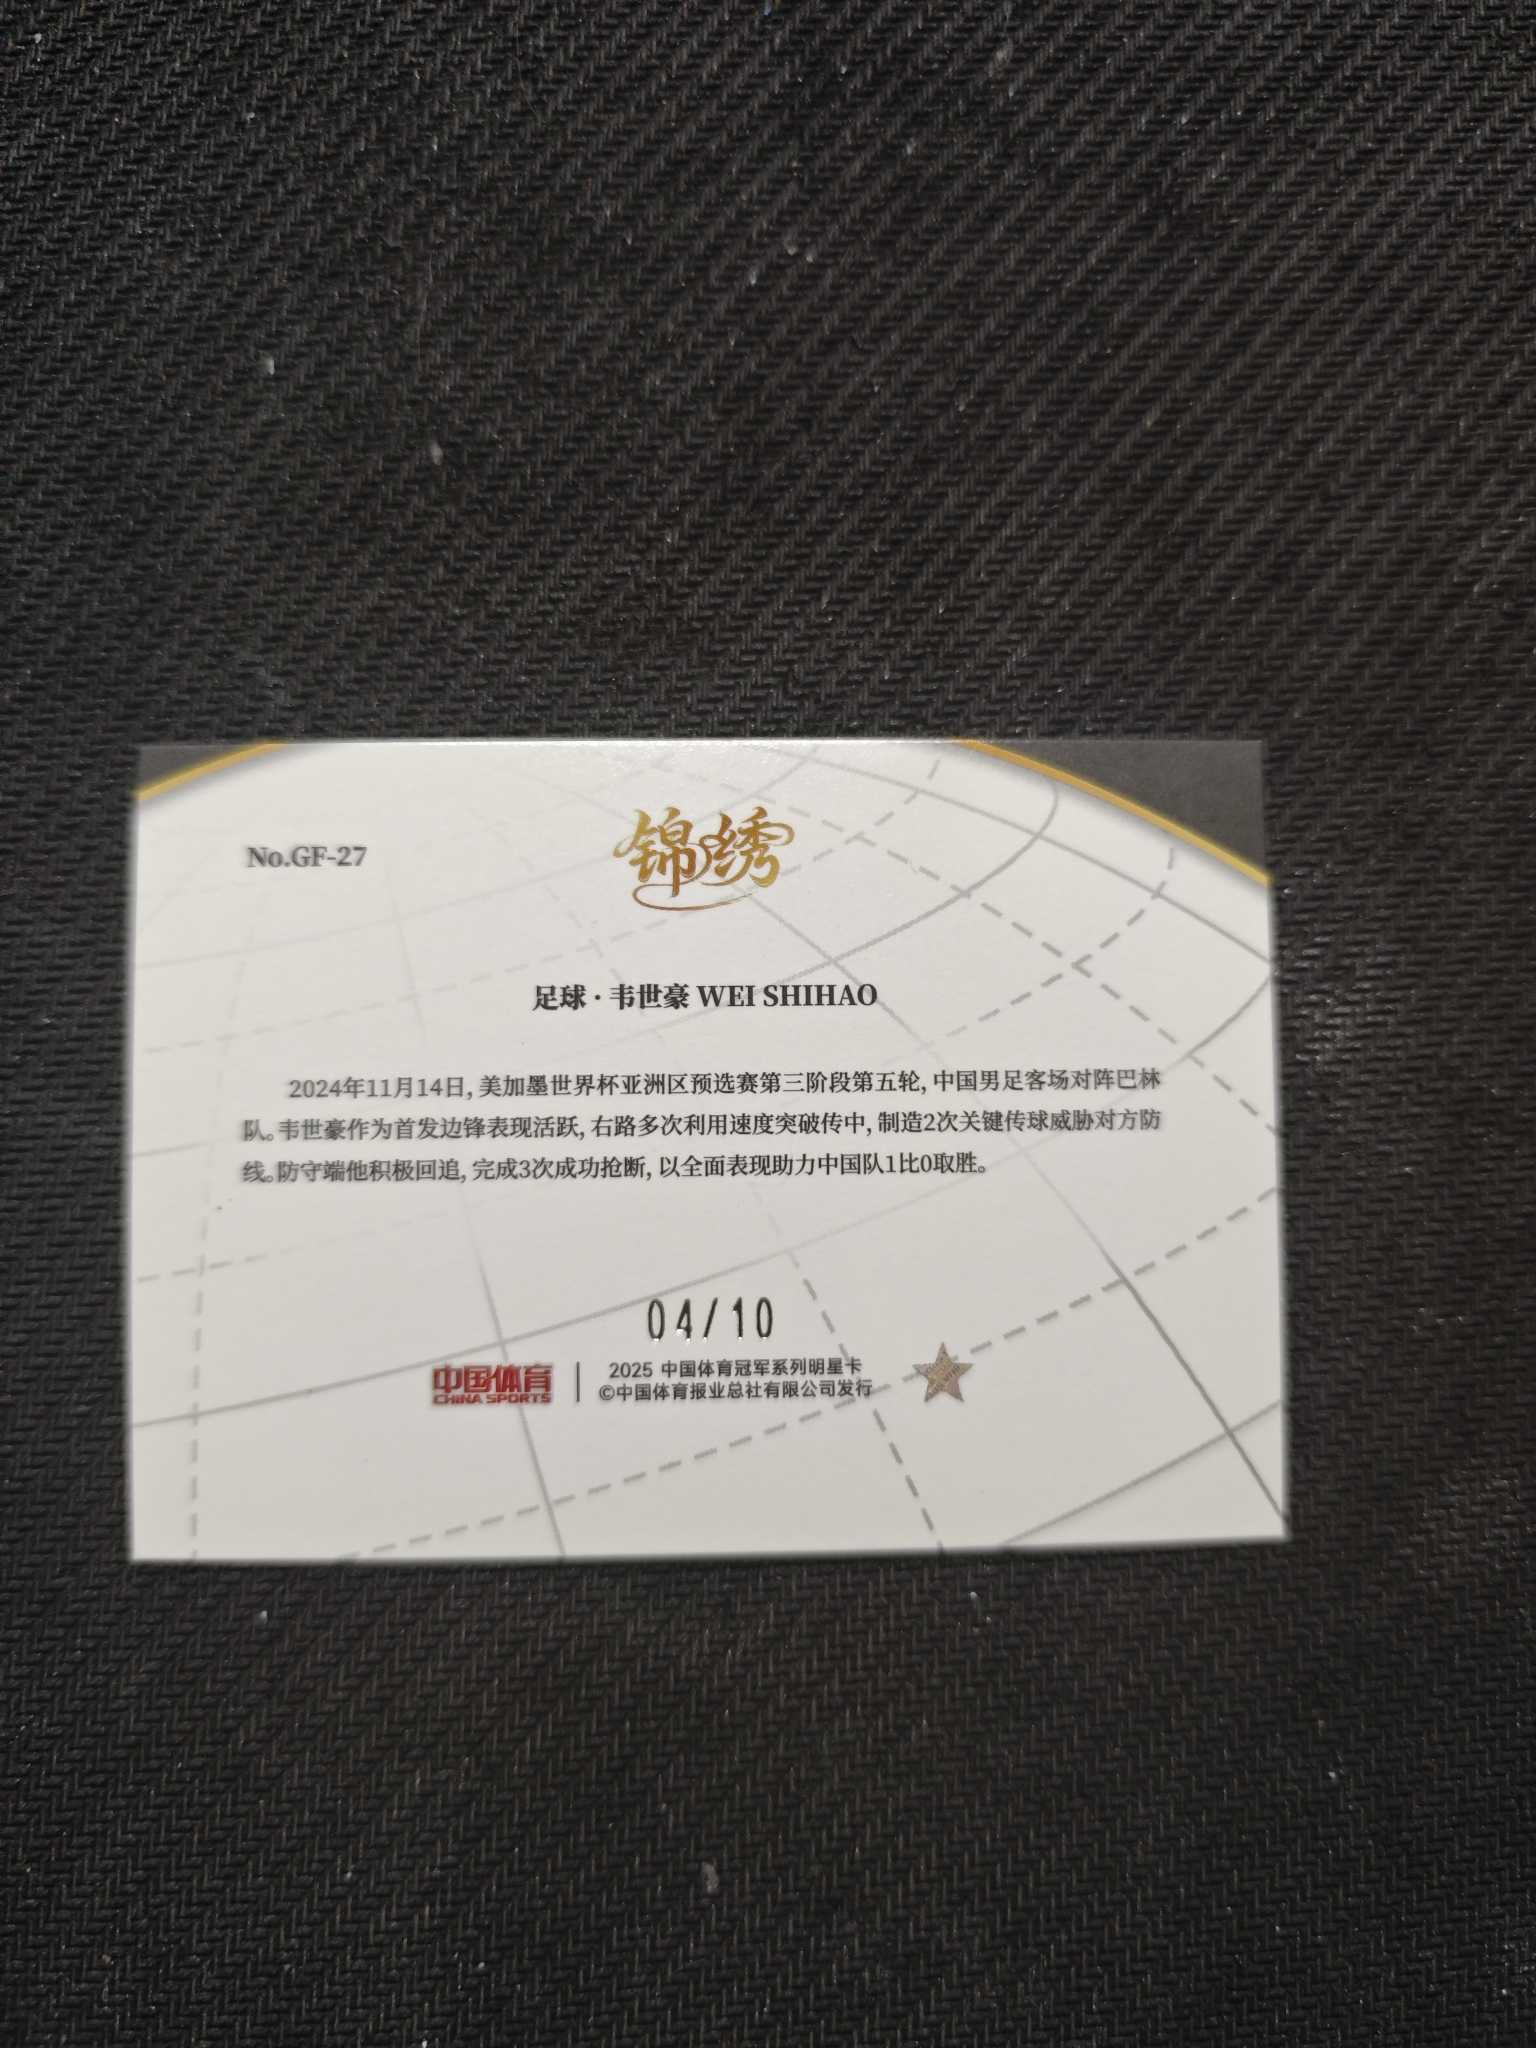 No.GF-27
锦绣
足球·韦世豪 WEI SHIHAO
2024年11月14日, 美加墨世界杯亚洲区预选赛第三阶段第五轮, 中国男足客场对阵巴林
队。韦世豪作为首发边锋表现活跃, 右路多次利用速度突破传中, 制造2次关键传球威胁对方防
线。防守端他积极回追, 完成3次成功抢断, 以全面表现助力中国队1比0取胜。
04/10
中国体育
CHINA SPORTS
2025 中国体育冠军系列明星卡
©中国体育报业总社有限公司发行